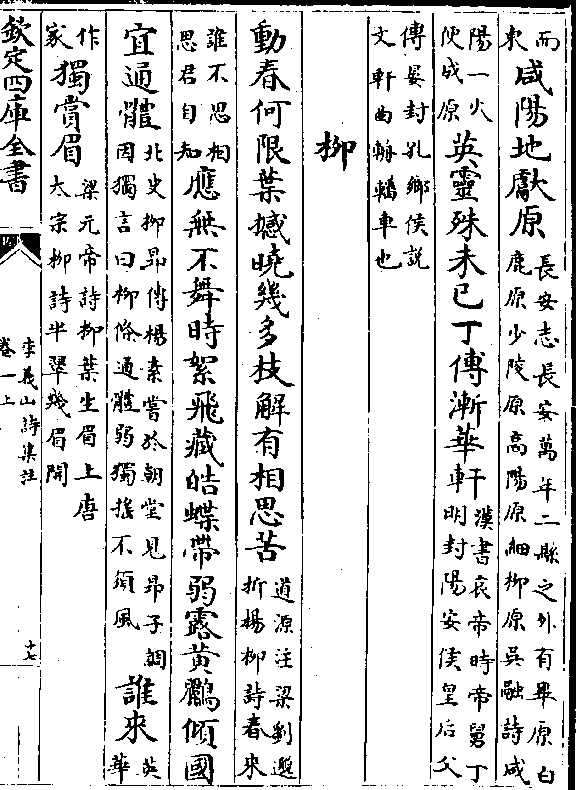 而東咸陽地獻原長安志長安萬年二縣之外有畢原白鹿原少陵原高陽原細柳原吳融詩咸
陽一火便成原英靈殊未已丁傅漸華軒漢書哀帝時帝舅丁明封陽安侯皇后父
傅晏封孔鄉侯說文軒曲輈轓車也
柳
動春何限葉撼曉幾多枝解有相思苦道源注梁劉邈折楊柳詩春來
誰不思相思君自知應無不舞時絮飛藏皓蝶帶弱露黃鸝傾國
宜通體北史柳昂傳楊素嘗於朝堂見昂子調因獨言曰柳條通體弱獨搖不須風誰來英華
作家獨賞眉梁元帝詩柳葉生眉上唐太宗柳詩半翠幾眉開
欽定四庫全書
李義山詩集注
卷一上
十七